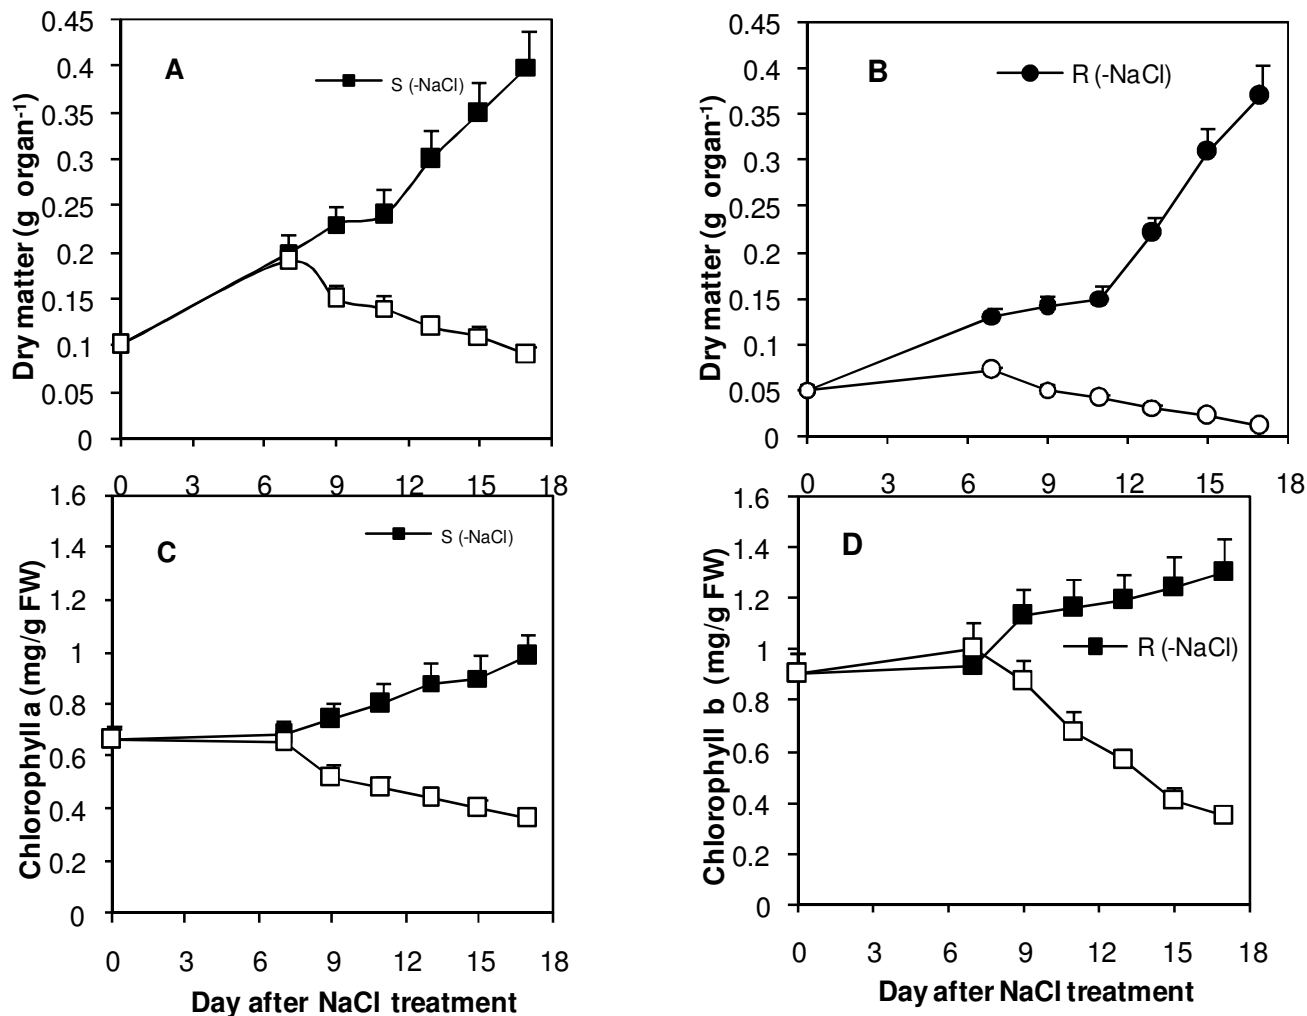 A
S (-NaCl)
Dry matter (g organ⁻¹)
0.45
0.4
0.35
0.3
0.25
0.2
0.15
0.1
0.05
0
0 3 6 9 12 15 18
B
R (-NaCl)
Dry matter (g organ⁻¹)
0.45
0.4
0.35
0.3
0.25
0.2
0.15
0.1
0.05
0
0 3 6 9 12 15 18
C
S (-NaCl)
Chlorophyll a (mg/g FW)
1.6
1.4
1.2
1
0.8
0.6
0.4
0.2
0
0 3 6 9 12 15 18
Day after NaCl treatment
D
R (-NaCl)
Chlorophyll b (mg/g FW)
1.6
1.4
1.2
1
0.8
0.6
0.4
0.2
0
0 3 6 9 12 15 18
Day after NaCl treatment